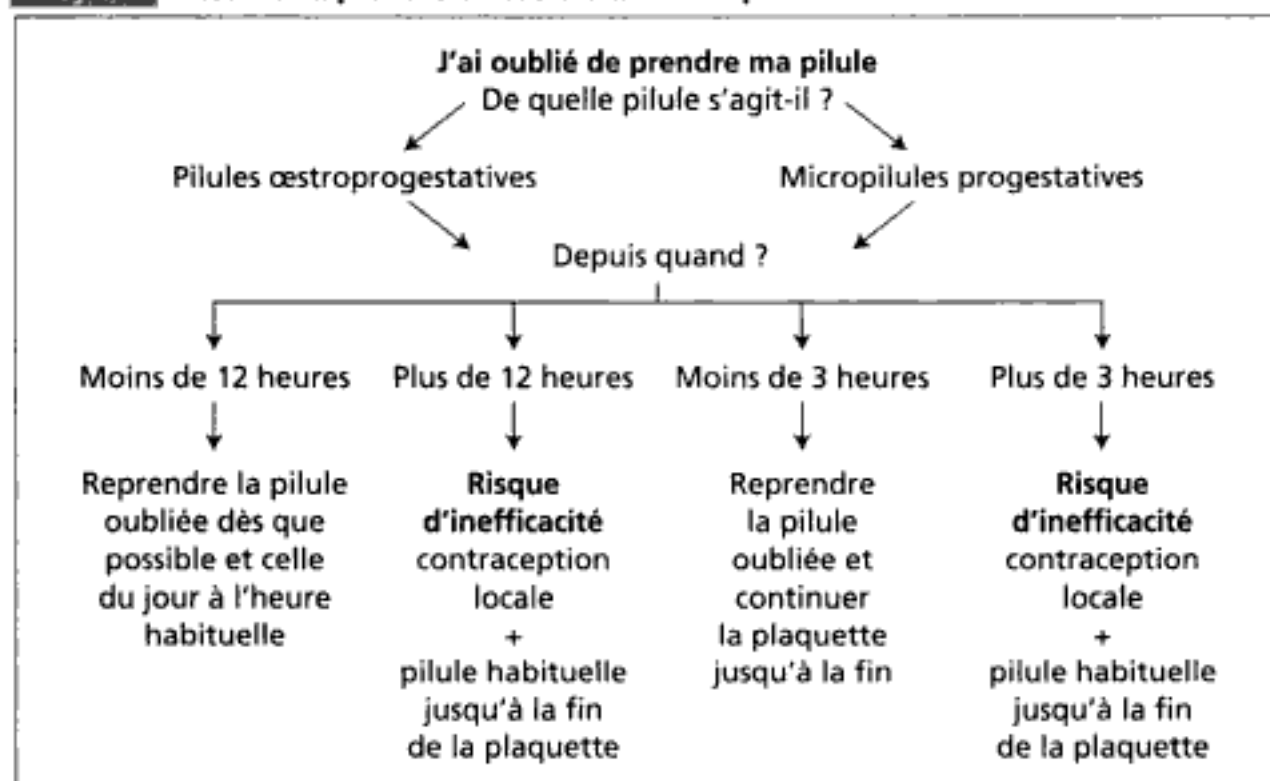 J'ai oublié de prendre ma pilule
De quelle pilule s'agit-il ?
Pilules œstroprogestatives
Micropilules progestatives
Depuis quand ?
Moins de 12 heures
Plus de 12 heures
Moins de 3 heures
Plus de 3 heures
Reprendre la pilule
oubliée dès que
possible et celle
du jour à l'heure
habituelle
Risque
d'inefficacité
contraception
locale
+
pilule habituelle
jusqu'à la fin
de la plaquette
Reprendre
la pilule
oubliée et
continuer
la plaquette
jusqu'à la fin
Risque
d'inefficacité
contraception
locale
+
pilule habituelle
jusqu'à la fin
de la plaquette